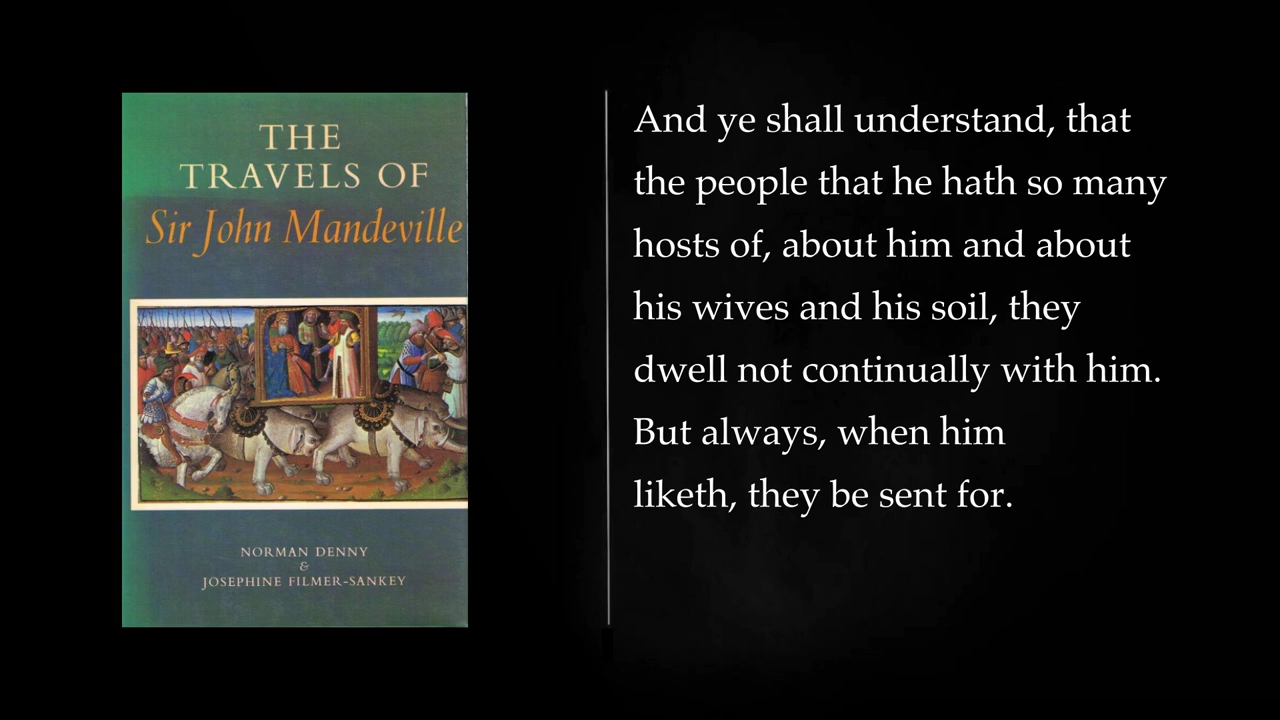 THE
TRAVELS OF
Sir John Mandeville
NORMAN DENNY
&
JOSEPHINE FILMER-SANKEY
And ye shall understand, that
the people that he hath so many
hosts of, about him and about
his wives and his soil, they
dwell not continually with him.
But always, when him
liketh, they be sent for.